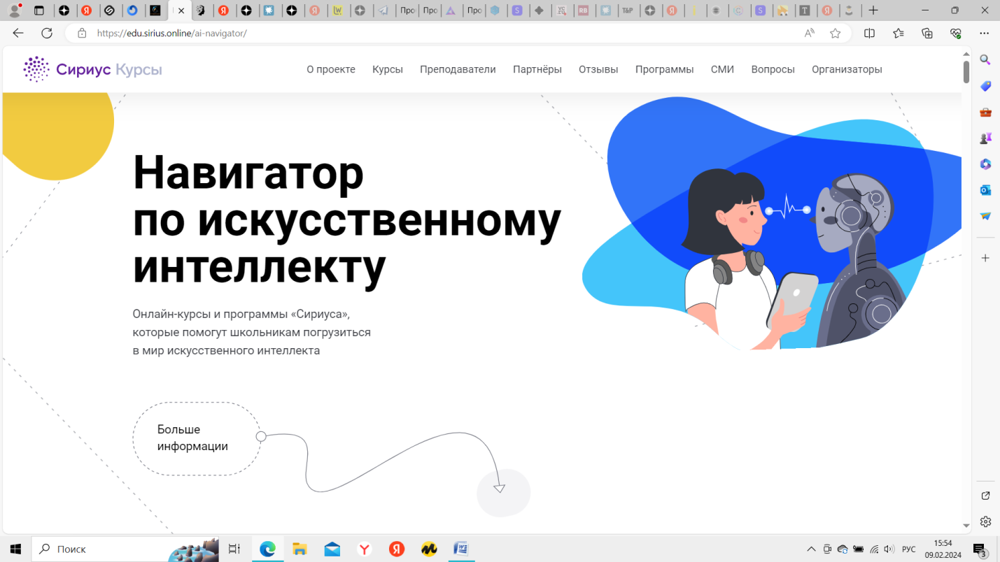 https://edu.sirius.online/ai-navigator/
Сириус Курсы
О проекте Курсы Преподаватели Партнёры Отзывы Программы СМИ Вопросы Организаторы
Навигатор
по искусственному
интеллекту
Онлайн-курсы и программы «Сириуса»,
которые помогут школьникам погрузиться
в мир искусственного интеллекта
Больше
информации
Поиск
РУС
15:54
09.02.2024
3